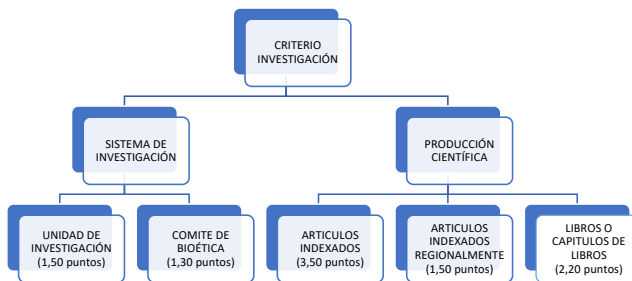 CRITERIO
INVESTIGACIÓN
SISTEMA DE
INVESTIGACIÓN
PRODUCCIÓN
CIENTÍFICA
UNIDAD DE
INVESTIGACIÓN
(1,50 puntos)
COMITE DE
BIOÉTICA
(1,30 puntos)
ARTICULOS
INDEXADOS
(3,50 puntos)
ARTICULOS
INDEXADOS
REGIONALMENTE
(1,50 puntos)
LIBROS O
CAPITULOS DE
LIBROS
(2,20 puntos)